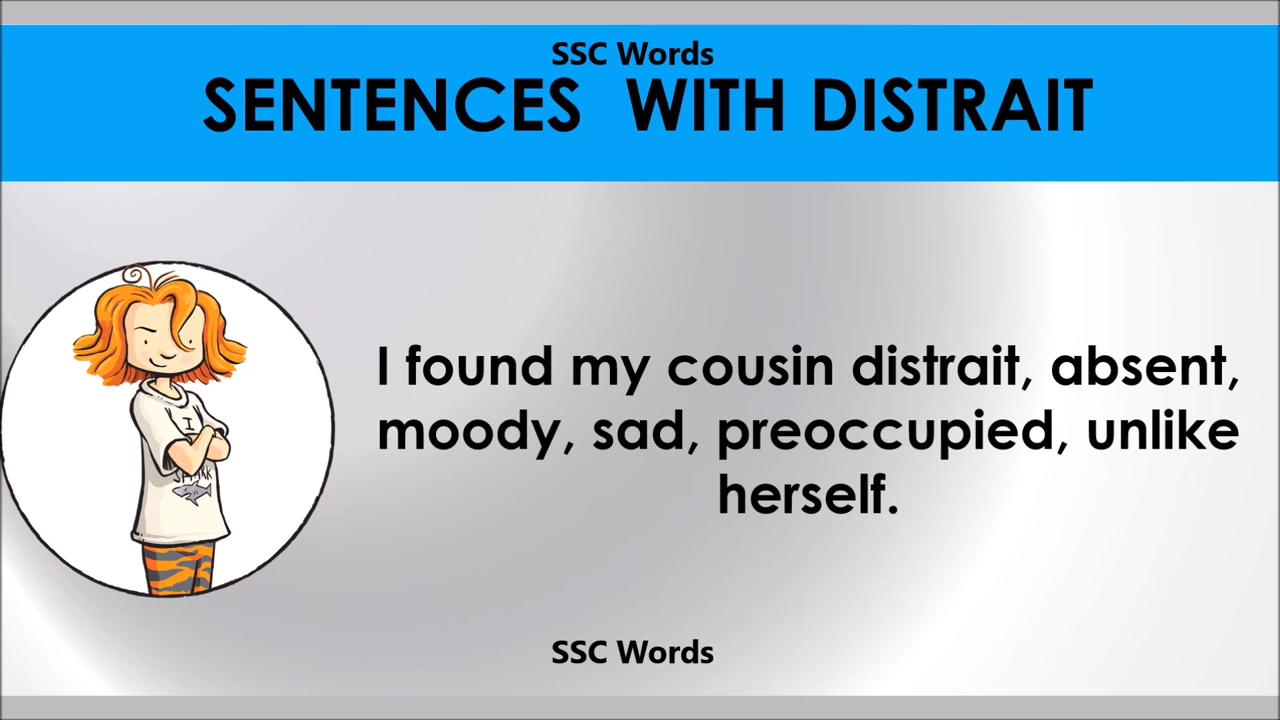 SSC Words
SENTENCES WITH DISTRAIT
I found my cousin distrait, absent,
moody, sad, preoccupied, unlike
herself.
I
SSC Words